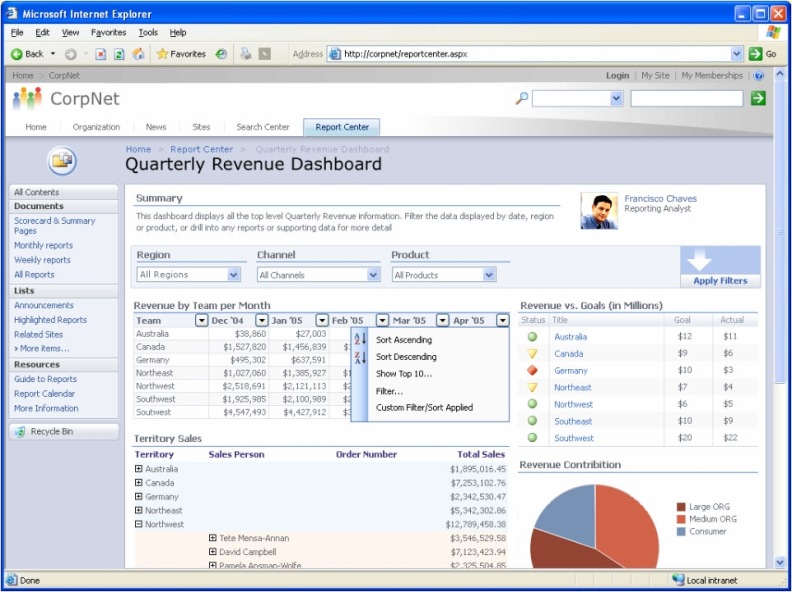 Microsoft Internet Explorer
File Edit View Favorites Tools Help
Back Favorites Address http://corpnet/reportcenter.aspx Go
Home > CorpNet Login | My Site | My Memberships |
CorpNet
Home Organization News Sites Search Center Report Center
Home > Report Center > Quarterly Revenue Dashboard
Quarterly Revenue Dashboard
All Contents
Documents
Scorecard & Summary
Pages
Monthly reports
Weekly reports
All Reports
Lists
Announcements
Highlighted Reports
Related Sites
> More items...
Resources
Guide to Reports
Report Calendar
More Information
Recycle Bin
Summary
This dashboard displays all the top level Quarterly Revenue information. Filter the data displayed by date, region
or product, or drill into any reports or supporting data for more detail
Francisco Chaves
Reporting Analyst
Region Channel Product
All Regions All Channels All Products
Apply Filters
Revenue by Team per Month
Team Dec '04 Jan '05 Feb '05 Mar '05 Apr '05
Australia $38,860 $27,003
Canada $1,527,820 $1,456,839 $1
Germany $495,302 $637,591
Northeast $1,027,060 $1,385,927 $1
Northwest $2,518,691 $2,121,113 $2
Southwest $1,925,985 $2,100,989 $2
Soutwest $4,547,493 $4,427,912 $3
Sort Ascending
Sort Descending
Show Top 10...
Filter...
Custom Filter/Sort Applied
Revenue vs. Goals (in Millions)
Status Title Goal Actual
Australia $12 $11
Canada $9 $6
Germany $10 $3
Northeast $7 $4
Northwest $6 $5
Southeast $10 $9
Southwest $20 $22
Territory Sales
Territory Sales Person Order Number Total Sales
Australia $1,895,016.45
Canada $7,253,102.76
Germany $2,342,530.47
Northeast $5,342,302.86
Northwest $12,789,458.38
Tete Mensa-Annan $3,546,529.58
David Campbell $7,123,423.94
Pamela Ansman-Wolfe $2,325,504.85
Revenue Contribition
Large ORG
Medium ORG
Consumer
Done Local intranet